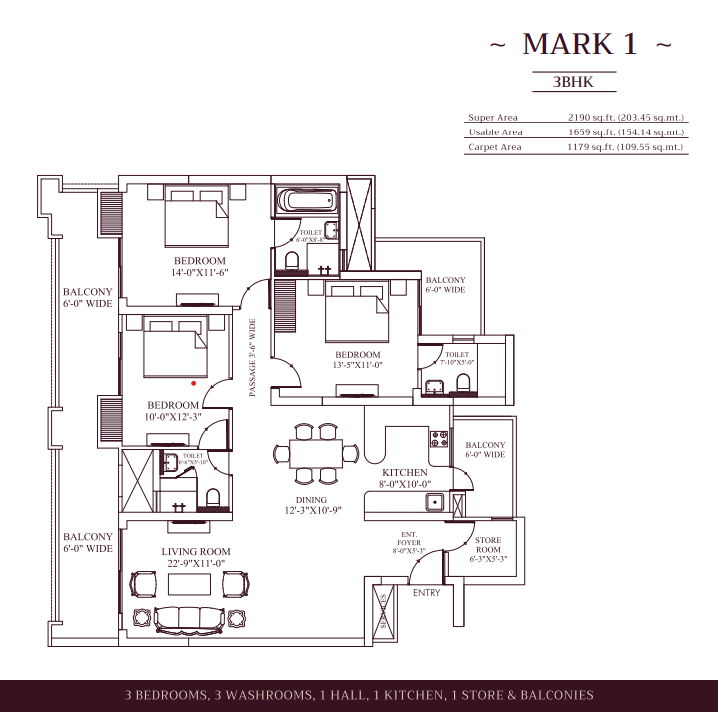 ~ MARK 1 ~
3BHK
Super Area 2190 sq.ft. (203.45 sq.mt.)
Usable Area 1659 sq.ft. (154.14 sq.mt.)
Carpet Area 1179 sq.ft. (109.55 sq.mt.)
TOILET
6'-0"X8'-8"
BEDROOM
14'-0"X11'-6"
BALCONY
6'-0" WIDE
BALCONY
6'-0" WIDE
PASSAGE 3'-6" WIDE
BEDROOM
13'-5"X11'-0"
TOILET
7'-10"X5'-0"
BEDROOM
10'-0"X12'-3"
TOILET
6'-6"X5'-10"
BALCONY
6'-0" WIDE
KITCHEN
8'-0"X10'-0"
DINING
12'-3"X10'-9"
BALCONY
6'-0" WIDE
LIVING ROOM
22'-9"X11'-0"
ENT.
FOYER
8'-0"X5'-3"
STORE
ROOM
6'-3"X5'-3"
ENTRY
SERVICES
3 BEDROOMS, 3 WASHROOMS, 1 HALL, 1 KITCHEN, 1 STORE & BALCONIES